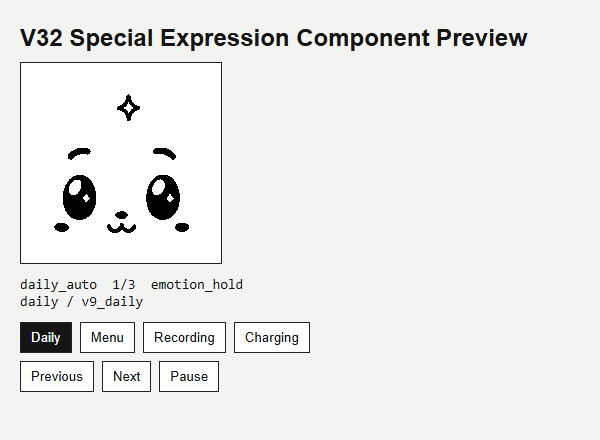 V32 Special Expression Component Preview
daily_auto 1/3 emotion_hold
daily / v9_daily
Daily Menu Recording Charging
Previous Next Pause